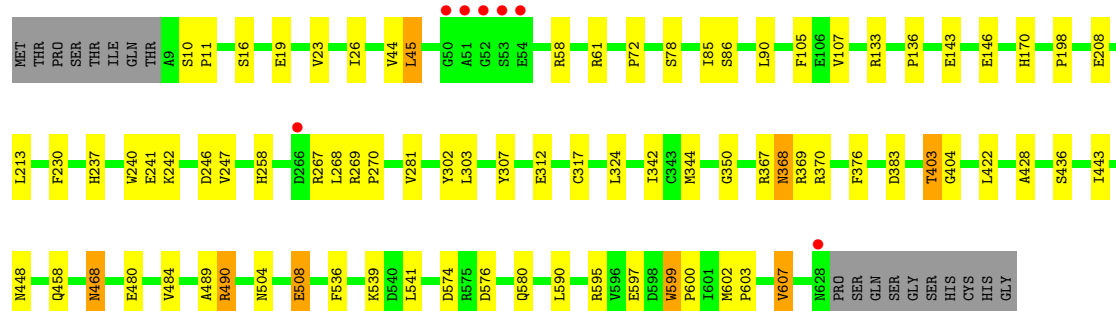 MET THR PRO SER THR ILE GLN THR A9 S10 P11 S16 E19 V23 I26 V44 L45 G50 A51 G52 S53 E54 R58 R61 P72 S78 I85 S86 L90 F105 E106 V107 R133 P136 E143 E146 H170 P198 E208
L213 F230 H237 W240 E241 K242 D246 V247 H258 D266 R267 L268 R269 P270 V281 Y302 L303 Y307 E312 C317 L324 I342 C343 M344 G350 R367 N368 R369 R370 F376 D383 T403 G404 L422 A428 S436 I443
N448 Q458 N468 E480 V484 A489 R490 N504 E508 F536 K539 D540 L541 D574 R575 D576 Q580 L590 R595 V596 E597 D598 W599 P600 I601 M602 P603 V607 N628 PRO SER GLN SER GLY SER HIS CYS HIS GLY